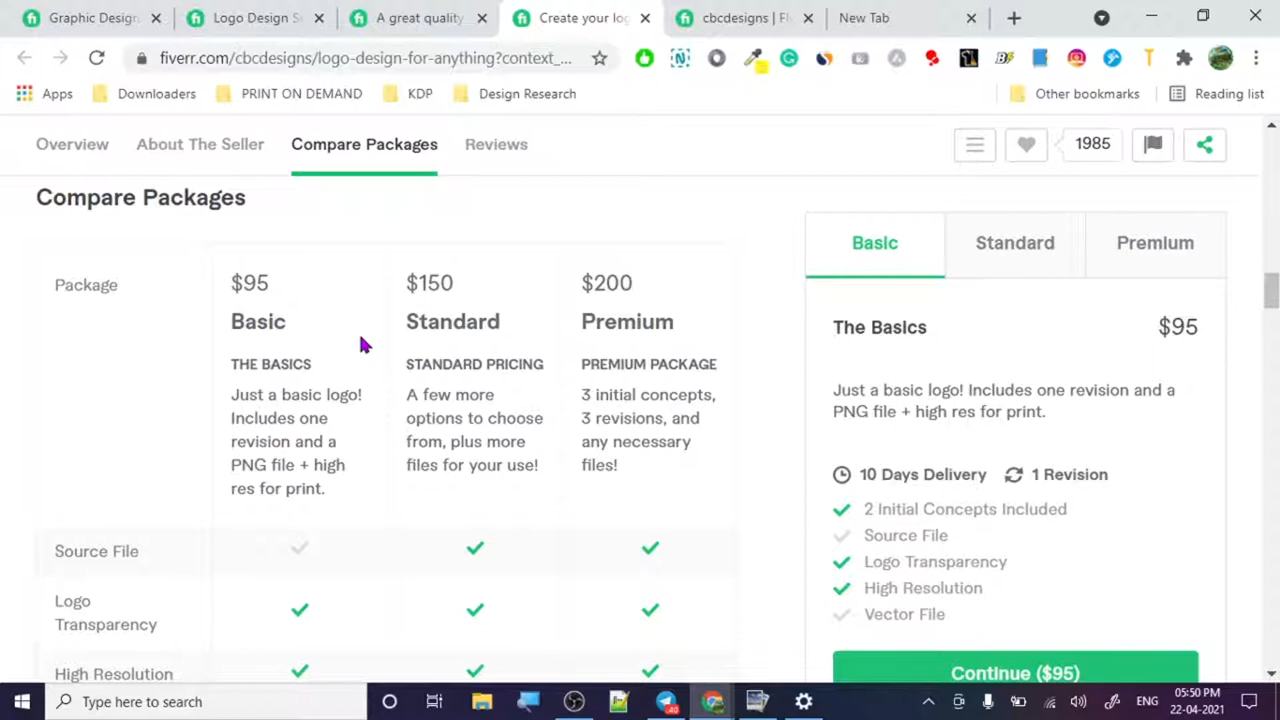 Graphic Design
Logo Design S
A great quality
Create your log
cbcdesigns | Fi
New Tab
fiverr.com/cbcdesigns/logo-design-for-anything?context_...
Apps
Downloaders
PRINT ON DEMAND
KDP
Design Research
Other bookmarks
Reading list
Overview
About The Seller
Compare Packages
Reviews
1985
Compare Packages
Package
$95
Basic
THE BASICS
Just a basic logo!
Includes one
revision and a
PNG file + high
res for print.
$150
Standard
STANDARD PRICING
A few more
options to choose
from, plus more
files for your use!
$200
Premium
PREMIUM PACKAGE
3 initial concepts,
3 revisions, and
any necessary
files!
Source File
Logo
Transparency
High Resolution
Basic
Standard
Premium
The Basics
$95
Just a basic logo! Includes one revision and a
PNG file + high res for print.
10 Days Delivery
1 Revision
2 Initial Concepts Included
Source File
Logo Transparency
High Resolution
Vector File
Continue ($95)
Type here to search
ENG
05:50 PM
22-04-2021